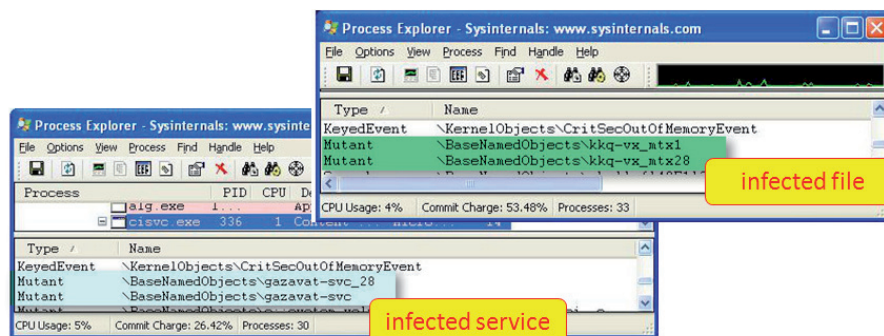 Process Explorer - Sysinternals: www.sysinternals.com
File Options View Process Find Handle Help
Type Name
KeyedEvent \KernelObjects\CritSecOutOfMemoryEvent
Mutant \BaseNamedObjects\kkq-vx_mtx1
Mutant \BaseNamedObjects\kkq-vx_mtx28
infected file
CPU Usage: 4% Commit Charge: 53.48% Processes: 33
Process Explorer - Sysinternals: www.sysinte
File Options View Process Find Handle Help
Process PID CPU
alg.exe 1...
cisvc.exe 336 1 Content ...
Type Name
KeyedEvent \KernelObjects\CritSecOutOfMemoryEvent
Mutant \BaseNamedObjects\gazavat-svc_28
Mutant \BaseNamedObjects\gazavat-svc
infected service
CPU Usage: 5% Commit Charge: 26.42% Processes: 30